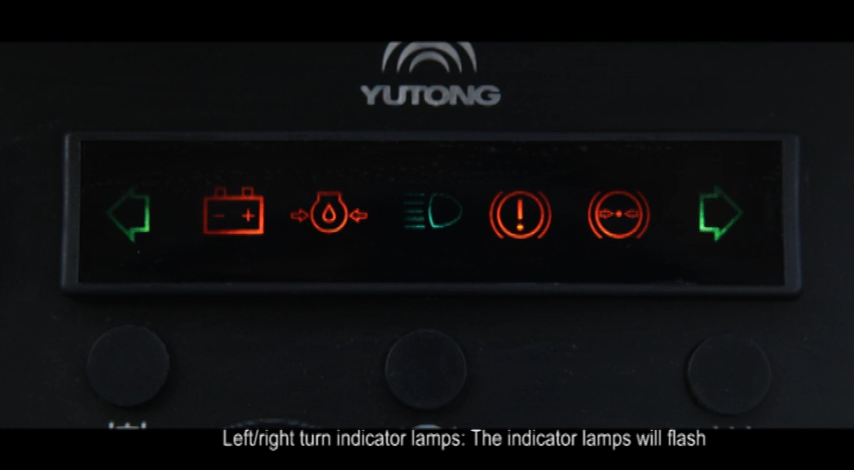 YUTONG
Left/right turn indicator lamps: The indicator lamps will flash